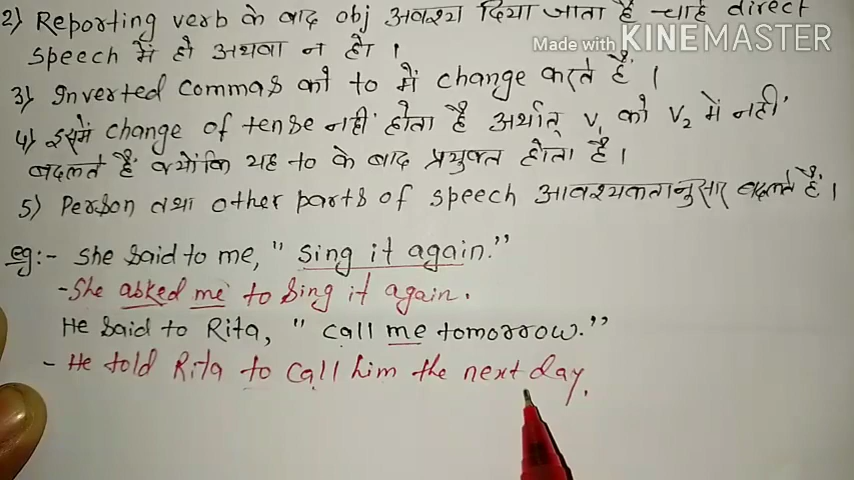 2) Reporting verb के बाद obj अवश्य दिया जाता है चाहे direct
speech में हो अथवा न हो।
Made with KINEMASTER
3) Inverted commas को to में change करते हैं।
4) इसमें change of tense नहीं होता है अर्थात् V₁ को V₂ में नहीं
बदलते हैं क्योंकि यह to के बाद प्रयुक्त होता है।
5) Person तथा other parts of speech आवश्यकतानुसार बदलते हैं।
eg:- She said to me, "Sing it again."
- She asked me to sing it again.
He said to Rita, "call me tomorrow."
- He told Rita to call him the next day.